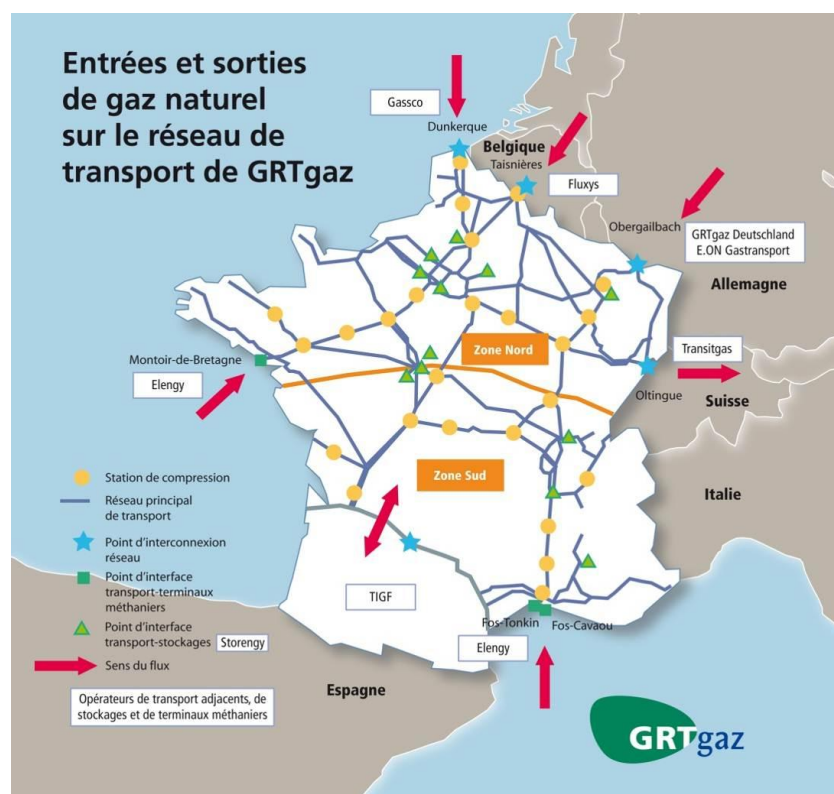 Entrées et sorties
de gaz naturel
sur le réseau de
transport de GRTgaz
Gassco
Dunkerque
Belgique
Taisnières
Fluxys
Obergailbach
GRTgaz Deutschland
E.ON Gastransport
Allemagne
Zone Nord
Transitgas
Montoir-de-Bretagne
Elengy
Oltingue
Suisse
Zone Sud
Italie
Station de compression
Réseau principal
de transport
Point d'interconnexion
réseau
Point d'interface
transport-terminaux
méthaniers
Point d'interface
transport-stockages
Storengy
Sens du flux
TIGF
Fos-Tonkin
Fos-Cavaou
Elengy
Espagne
Opérateurs de transport adjacents, de
stockages et de terminaux méthaniers
GRTgaz